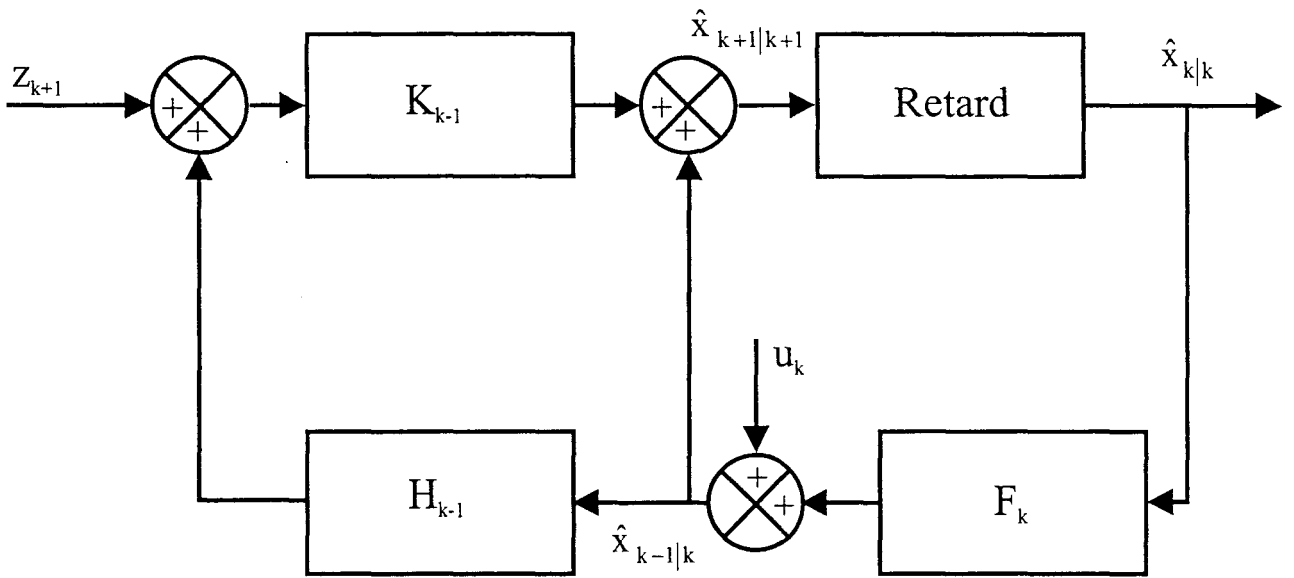 z_{k+1}
+
+
K_{k-1}
+
+
x̂_{k+1|k+1}
Retard
x̂_{k|k}
u_k
H_{k-1}
x̂_{k-1|k}
+
+
F_k